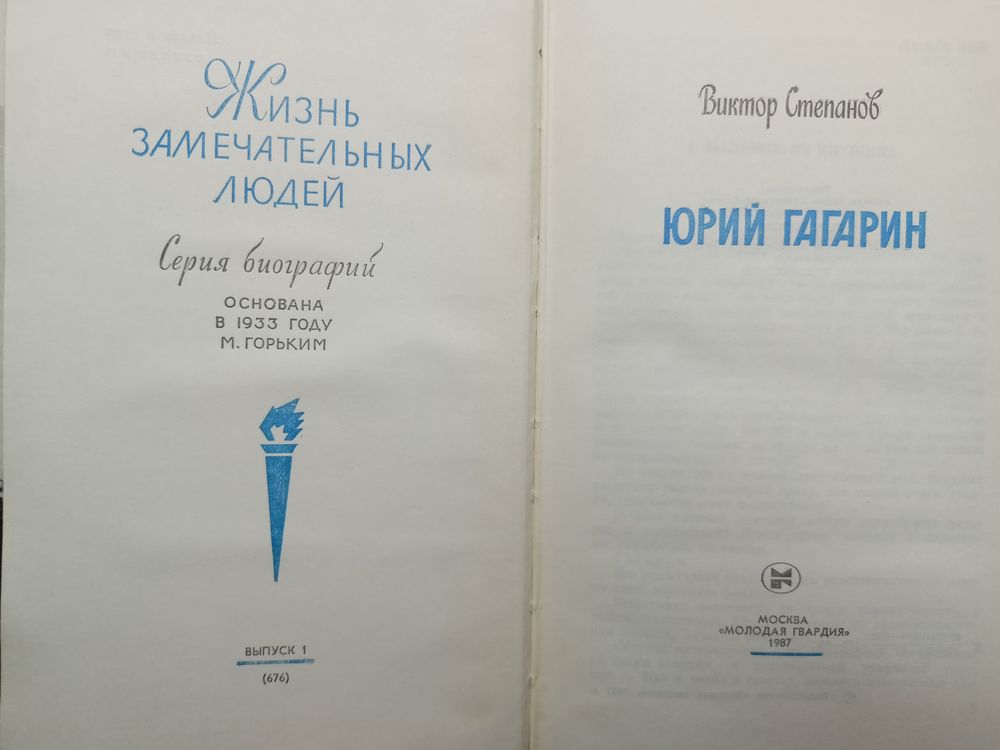 Жизнь
ЗАМЕЧАТЕЛЬНЫХ
ЛЮДЕЙ
Серия биографий
ОСНОВАНА
В 1933 ГОДУ
М. ГОРЬКИМ
ВЫПУСК 1
(676)
Виктор Степанов
ЮРИЙ ГАГАРИН
МОСКВА
«МОЛОДАЯ ГВАРДИЯ»
1987